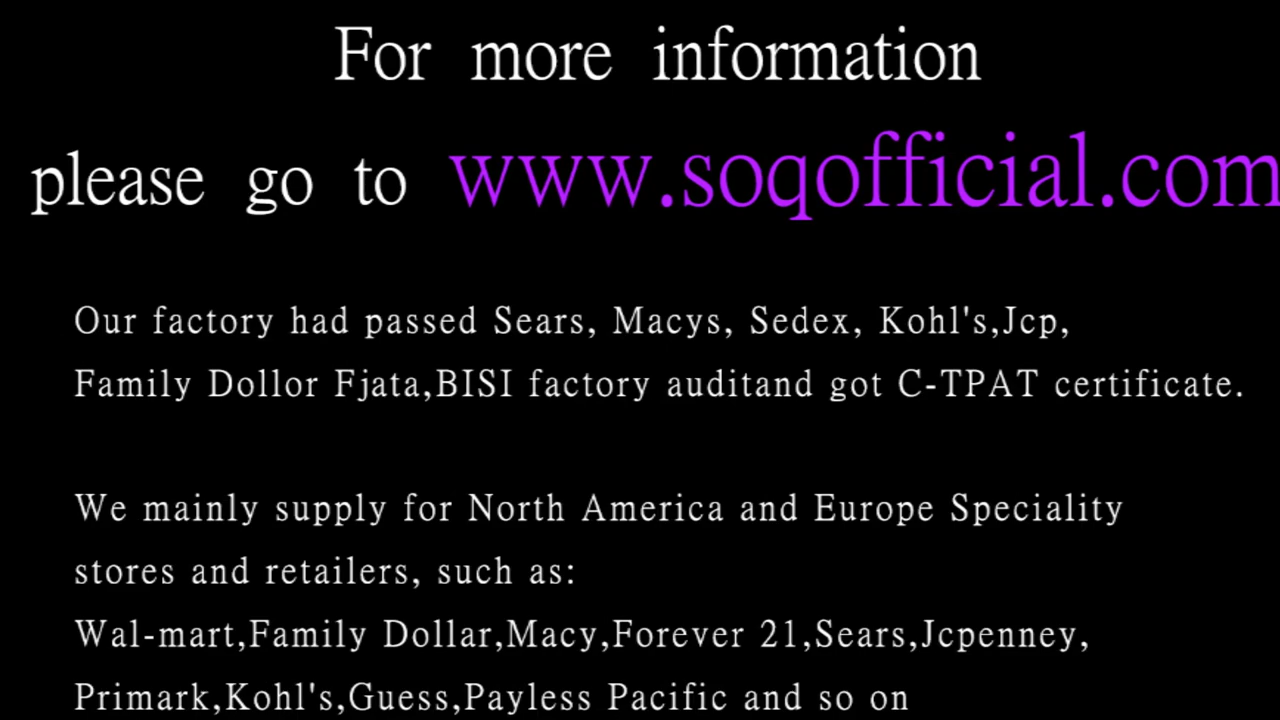 For more information
please go to www.soqofficial.com
Our factory had passed Sears, Macys, Sedex, Kohl's,Jcp,
Family Dollor Fjata,BISI factory auditand got C-TPAT certificate.
We mainly supply for North America and Europe Speciality
stores and retailers, such as:
Wal-mart,Family Dollar,Macy,Forever 21,Sears,Jcpenney,
Primark,Kohl's,Guess,Payless Pacific and so on